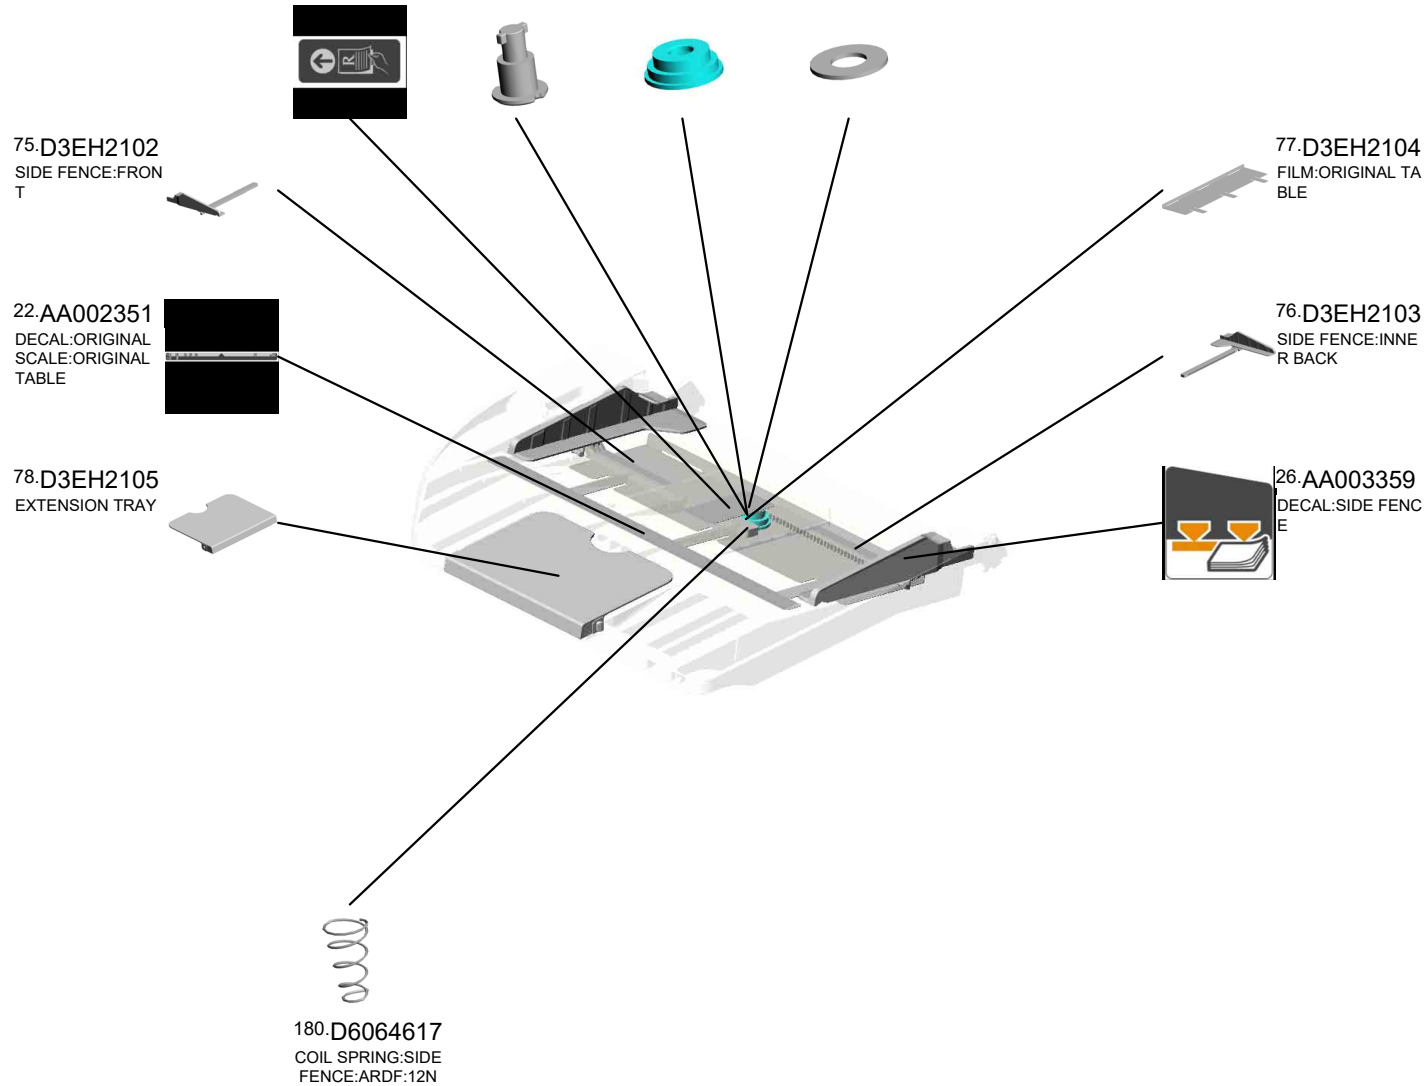 R
75.D3EH2102
SIDE FENCE:FRON
T
77.D3EH2104
FILM:ORIGINAL TA
BLE
22.AA002351
DECAL:ORIGINAL
SCALE:ORIGINAL
TABLE
76.D3EH2103
SIDE FENCE:INNE
R BACK
78.D3EH2105
EXTENSION TRAY
26.AA003359
DECAL:SIDE FENC
E
180.D6064617
COIL SPRING:SIDE
FENCE:ARDF:12N